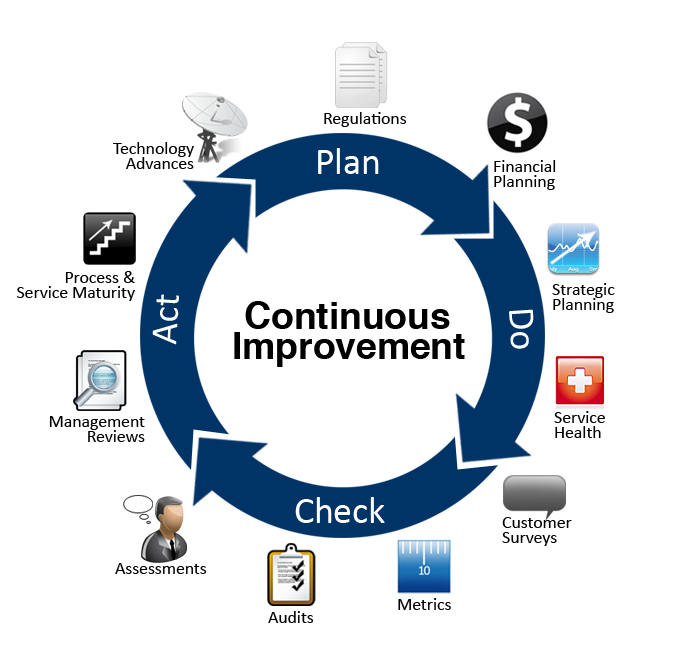 Regulations
Plan
$
Financial
Planning
Strategic
Planning
Do
Service
Health
Customer
Surveys
10
Metrics
Check
Audits
Assessments
Management
Reviews
Act
Process &
Service Maturity
Technology
Advances
Continuous
Improvement